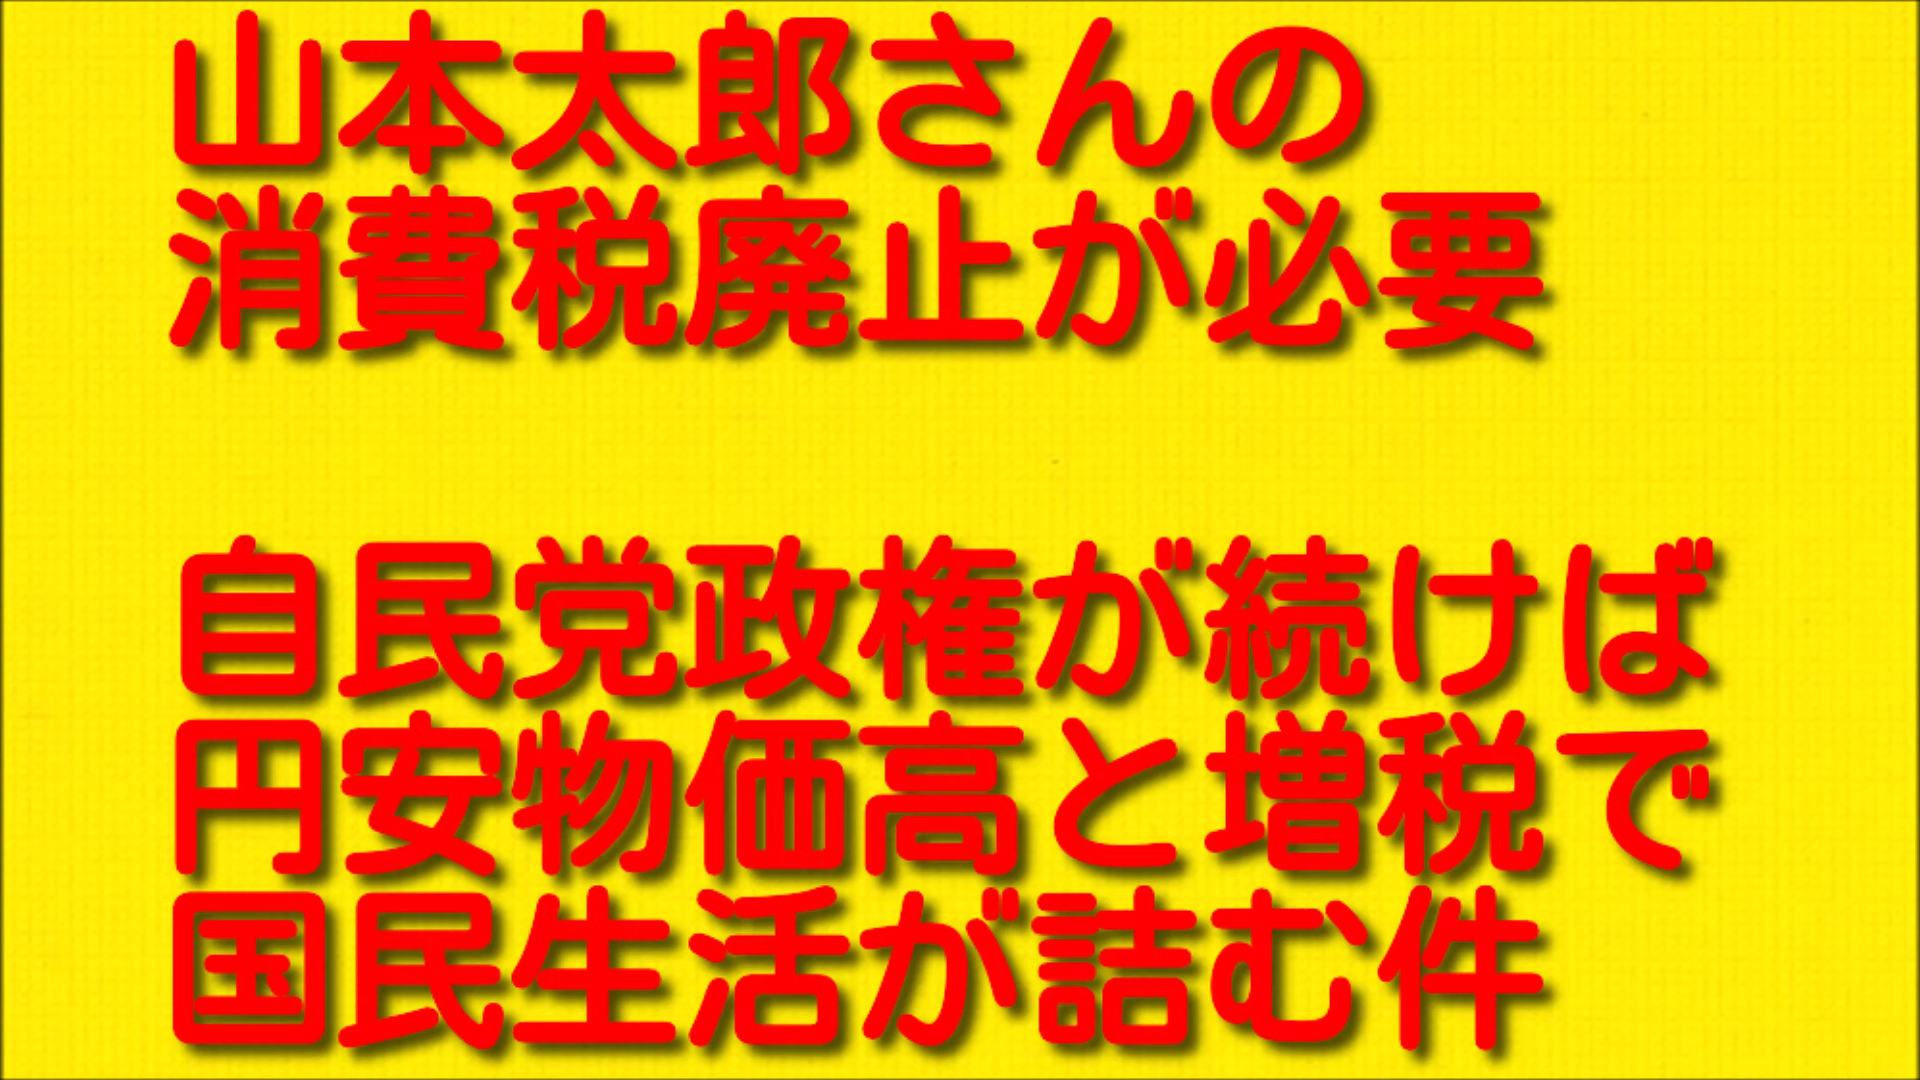 山本太郎さんの
消費税廃止が必要
自民党政権が続けば
円安物価高と増税で
国民生活が詰む件